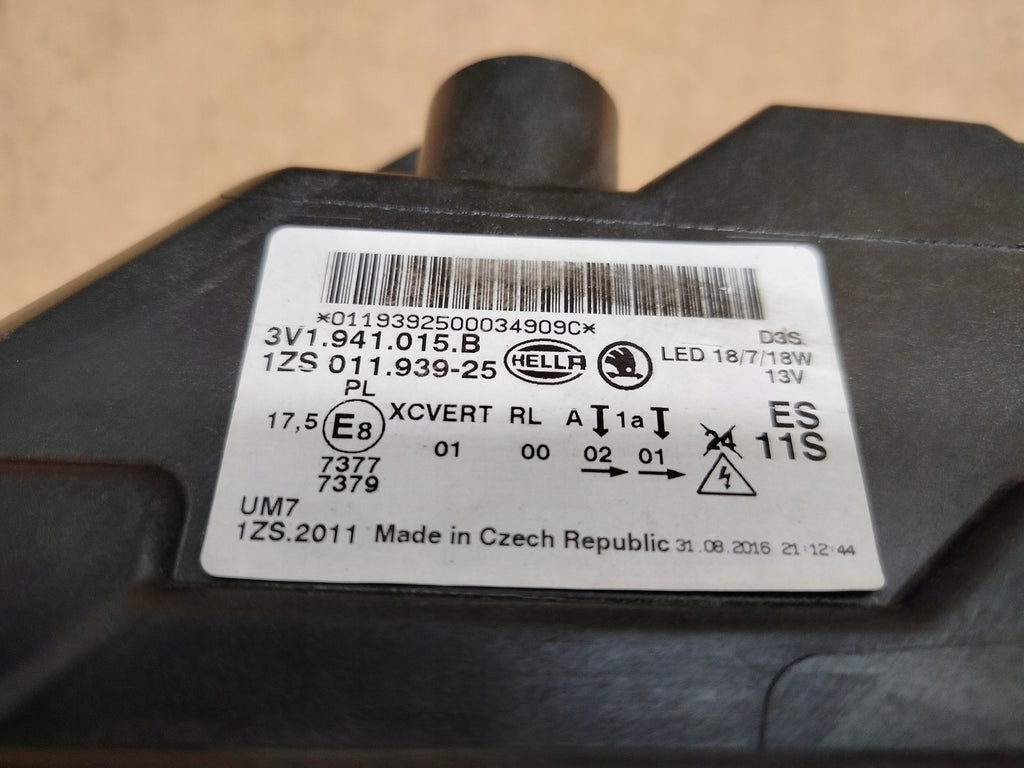 *0119392500034909C*
3V1.941.015.B
1ZS 011.939-25
HELLA
D3S
LED 18/7/18W
13V
PL
17,5 E8 XCVERT RL A 1a
01 00 02 01
7377
7379
24
ES
11S
UM7
1ZS.2011 Made in Czech Republic 31.08.2016 21:12:44